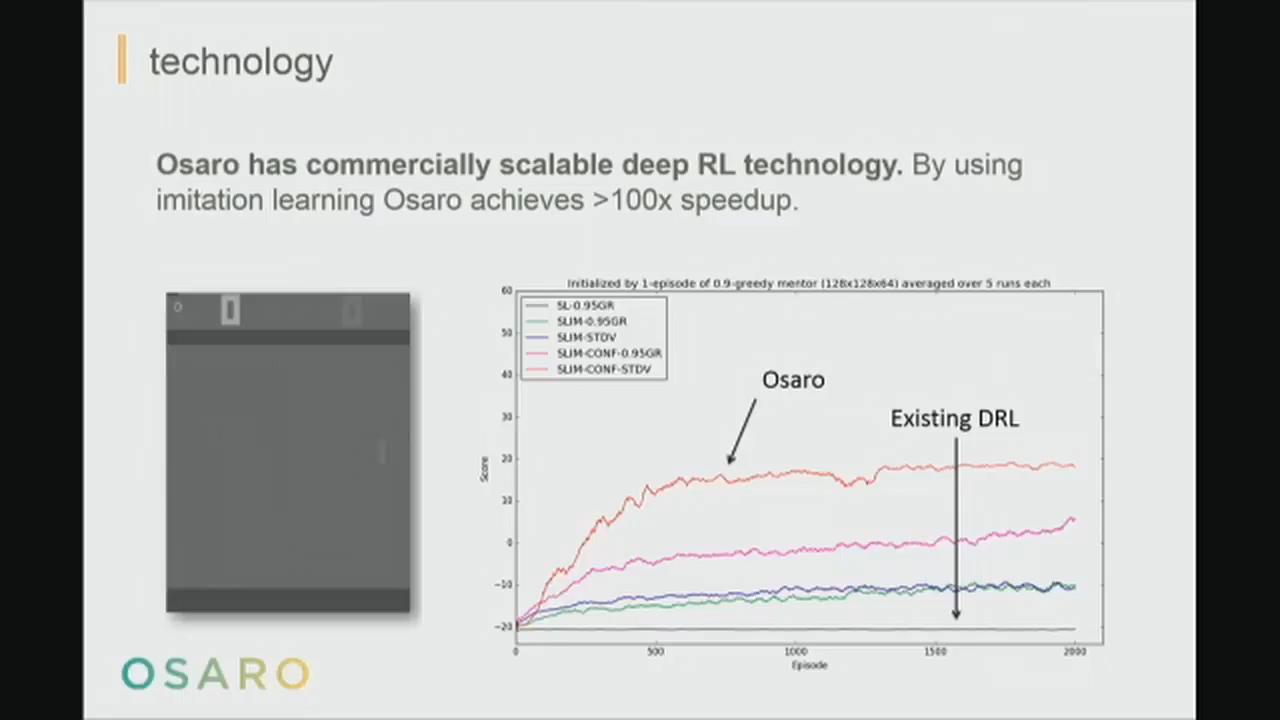 technology
Osaro has commercially scalable deep RL technology. By using
imitation learning Osaro achieves >100x speedup.
Initialized by 1-episode of 0.9-greedy mentor (128x128x64) averaged over 5 runs each
60
50
40
30
20
10
0
−10
−20
Score
SL-0.95GR
SLIM-0.95GR
SLIM-STDV
SLIM-CONF-0.95GR
SLIM-CONF-STDV
Osaro
Existing DRL
0
0
0 500 1000 1500 2000
Episode
OSARO